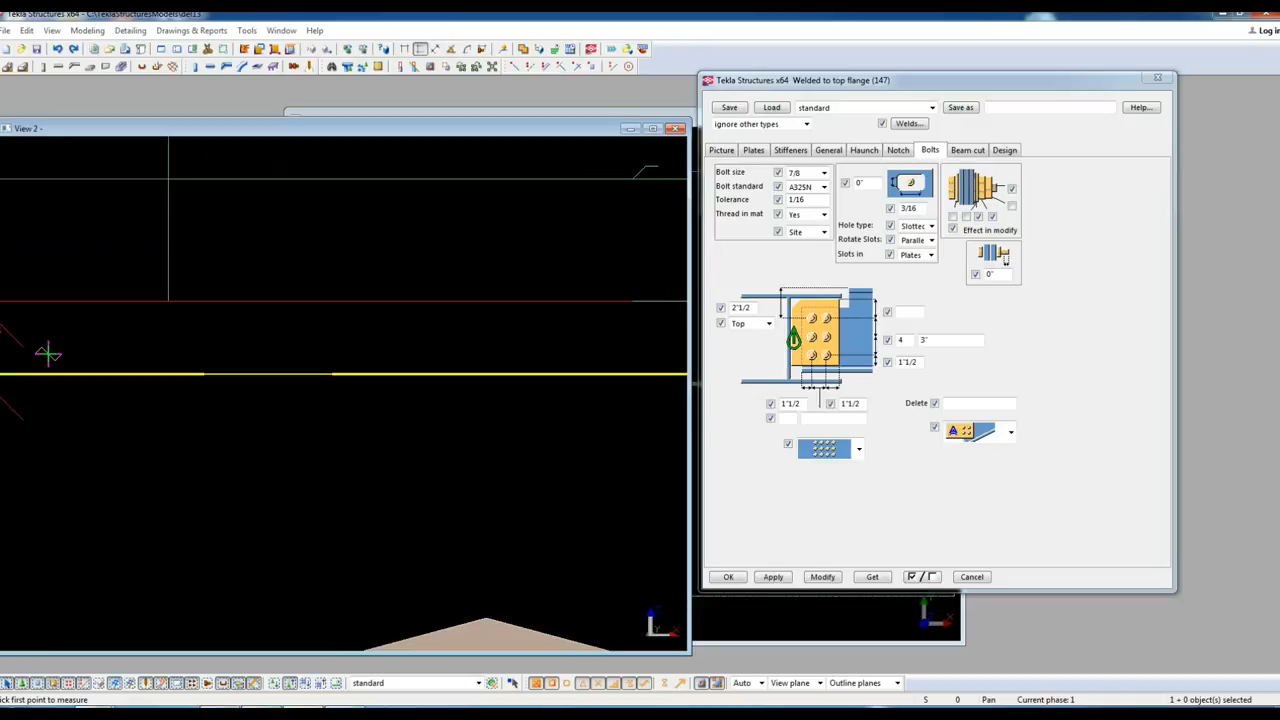 Tekla Structures x64 - C:\TeklaStructuresModels\del13
File Edit View Modeling Detailing Drawings & Reports Tools Window Help
Log in
View 2 -
Tekla Structures x64 Welded to top flange (147)
Save Load standard Save as Help...
ignore other types Welds...
Picture Plates Stiffeners General Haunch Notch Bolts Beam cut Design
Bolt size 7/8
Bolt standard A325N
Tolerance 1/16
Thread in mat Yes
Site
0"
3/16
Hole type: Slottec
Rotate Slots: Paralle
Slots in Plates
Effect in modify
0"
2"1/2
Top
4 3"
1"1/2
1"1/2 1"1/2
Delete
OK Apply Modify Get Cancel
standard Auto View plane Outline planes
ick first point to measure S 0 Pan Current phase: 1 1 + 0 object(s) selected